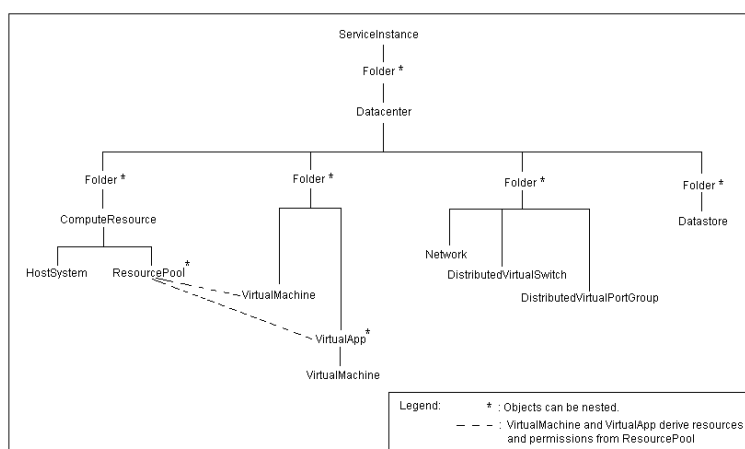 ServiceInstance
Folder *
Datacenter
Folder *
Folder *
Folder *
Folder *
ComputeResource
Datastore
HostSystem
ResourcePool *
Network
DistributedVirtualSwitch
VirtualMachine
DistributedVirtualPortGroup
VirtualApp *
VirtualMachine
Legend: * : Objects can be nested.
— — — : VirtualMachine and VirtualApp derive resources
and permissions from ResourcePool